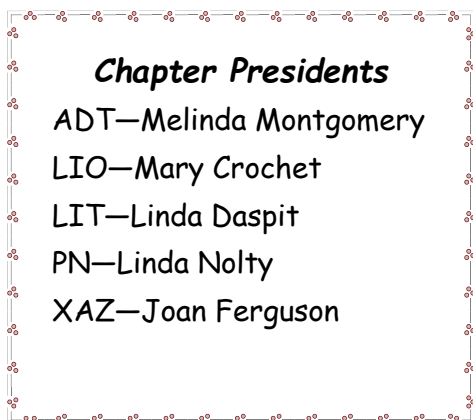 Chapter Presidents
ADT—Melinda Montgomery
LIO—Mary Crochet
LIT—Linda Daspit
PN—Linda Nolty
XAZ—Joan Ferguson